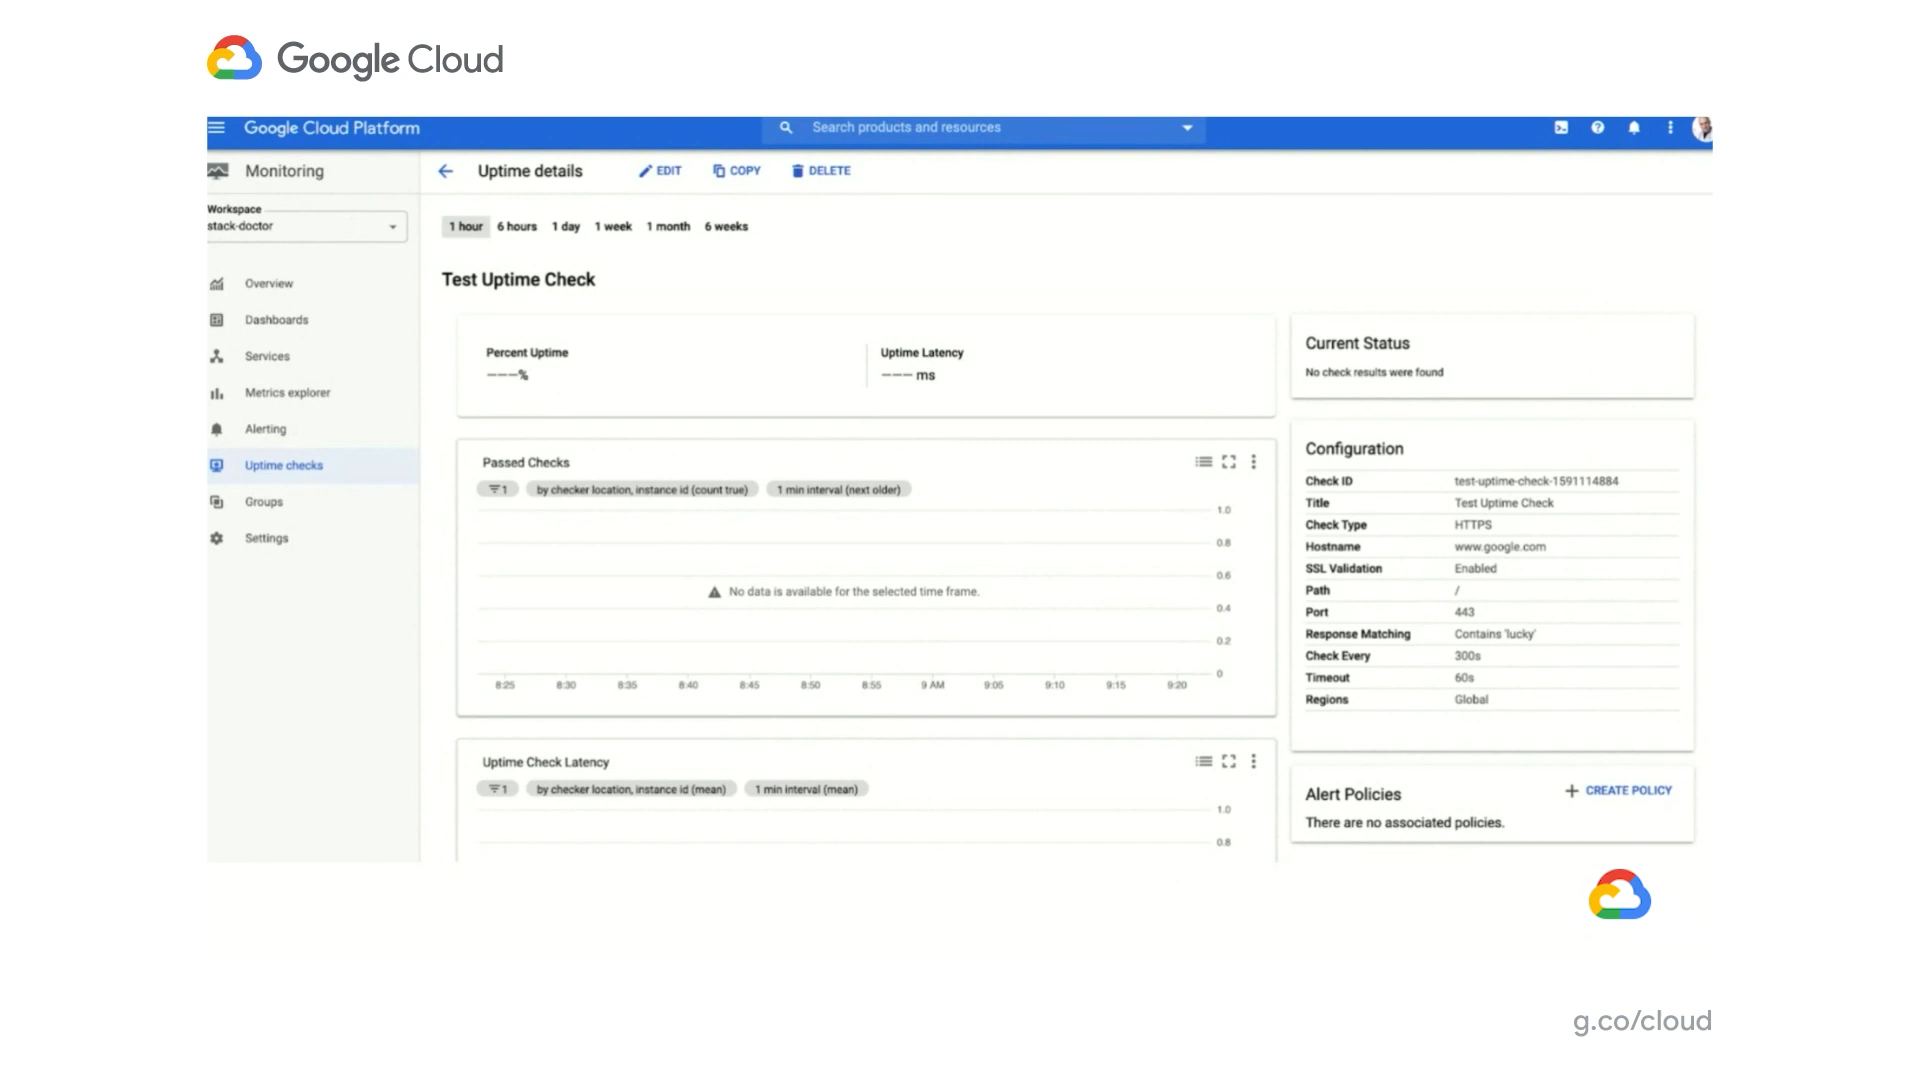 Google Cloud
Google Cloud Platform
Search products and resources
Monitoring
Uptime details
EDIT
COPY
DELETE
Workspace
stack-doctor
1 hour 6 hours 1 day 1 week 1 month 6 weeks
Overview
Dashboards
Services
Metrics explorer
Alerting
Uptime checks
Groups
Settings
Test Uptime Check
Percent Uptime
———%
Uptime Latency
——— ms
Passed Checks
1
by checker location, instance id (count true)
1 min interval (next older)
1.0
0.8
0.6
0.4
0.2
0
No data is available for the selected time frame.
8:25 8:30 8:35 8:40 8:45 8:50 8:55 9 AM 9:05 9:10 9:15 9:20
Uptime Check Latency
1
by checker location, instance id (mean)
1 min interval (mean)
1.0
0.8
Current Status
No check results were found
Configuration
Check ID test-uptime-check-1591114884
Title Test Uptime Check
Check Type HTTPS
Hostname www.google.com
SSL Validation Enabled
Path /
Port 443
Response Matching Contains 'lucky'
Check Every 300s
Timeout 60s
Regions Global
Alert Policies
CREATE POLICY
There are no associated policies.
g.co/cloud